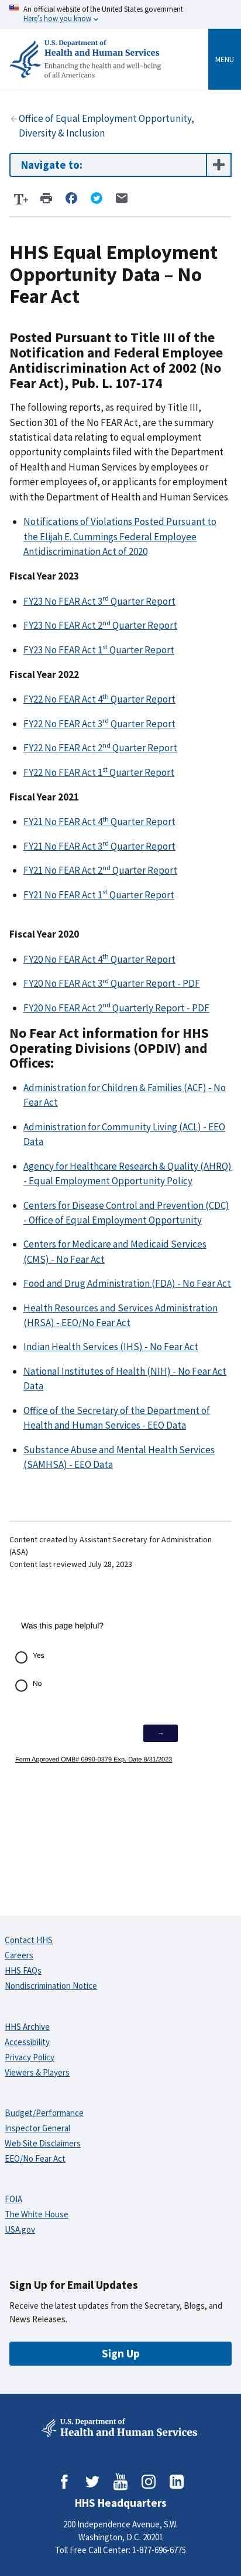 An official website of the United States government
Here's how you know
U.S. Department of
Health and Human Services
Enhancing the health and well-being
of all Americans
MENU
Office of Equal Employment Opportunity,
Diversity & Inclusion
Navigate to:
T+
HHS Equal Employment
Opportunity Data – No
Fear Act
Posted Pursuant to Title III of the
Notification and Federal Employee
Antidiscrimination Act of 2002 (No
Fear Act), Pub. L. 107-174
The following reports, as required by Title III,
Section 301 of the No FEAR Act, are the summary
statistical data relating to equal employment
opportunity complaints filed with the Department
of Health and Human Services by employees or
former employees of, or applicants for employment
with the Department of Health and Human Services.
Notifications of Violations Posted Pursuant to
the Elijah E. Cummings Federal Employee
Antidiscrimination Act of 2020
Fiscal Year 2023
FY23 No FEAR Act 3rd Quarter Report
FY23 No FEAR Act 2nd Quarter Report
FY23 No FEAR Act 1st Quarter Report
Fiscal Year 2022
FY22 No FEAR Act 4th Quarter Report
FY22 No FEAR Act 3rd Quarter Report
FY22 No FEAR Act 2nd Quarter Report
FY22 No FEAR Act 1st Quarter Report
Fiscal Year 2021
FY21 No FEAR Act 4th Quarter Report
FY21 No FEAR Act 3rd Quarter Report
FY21 No FEAR Act 2nd Quarter Report
FY21 No FEAR Act 1st Quarter Report
Fiscal Year 2020
FY20 No FEAR Act 4th Quarter Report
FY20 No FEAR Act 3rd Quarter Report - PDF
FY20 No FEAR Act 2nd Quarterly Report - PDF
No Fear Act information for HHS
Operating Divisions (OPDIV) and
Offices:
Administration for Children & Families (ACF) - No
Fear Act
Administration for Community Living (ACL) - EEO
Data
Agency for Healthcare Research & Quality (AHRQ)
- Equal Employment Opportunity Policy
Centers for Disease Control and Prevention (CDC)
- Office of Equal Employment Opportunity
Centers for Medicare and Medicaid Services
(CMS) - No Fear Act
Food and Drug Administration (FDA) - No Fear Act
Health Resources and Services Administration
(HRSA) - EEO/No Fear Act
Indian Health Services (IHS) - No Fear Act
National Institutes of Health (NIH) - No Fear Act
Data
Office of the Secretary of the Department of
Health and Human Services - EEO Data
Substance Abuse and Mental Health Services
(SAMHSA) - EEO Data
Content created by Assistant Secretary for Administration
(ASA)
Content last reviewed July 28, 2023
Was this page helpful?
Yes
No
→
Form Approved OMB# 0990-0379 Exp. Date 8/31/2023
Contact HHS
Careers
HHS FAQs
Nondiscrimination Notice
HHS Archive
Accessibility
Privacy Policy
Viewers & Players
Budget/Performance
Inspector General
Web Site Disclaimers
EEO/No Fear Act
FOIA
The White House
USA.gov
Sign Up for Email Updates
Receive the latest updates from the Secretary, Blogs, and
News Releases.
Sign Up
U.S. Department of
Health and Human Services
You Tube
HHS Headquarters
200 Independence Avenue, S.W.
Washington, D.C. 20201
Toll Free Call Center: 1-877-696-6775